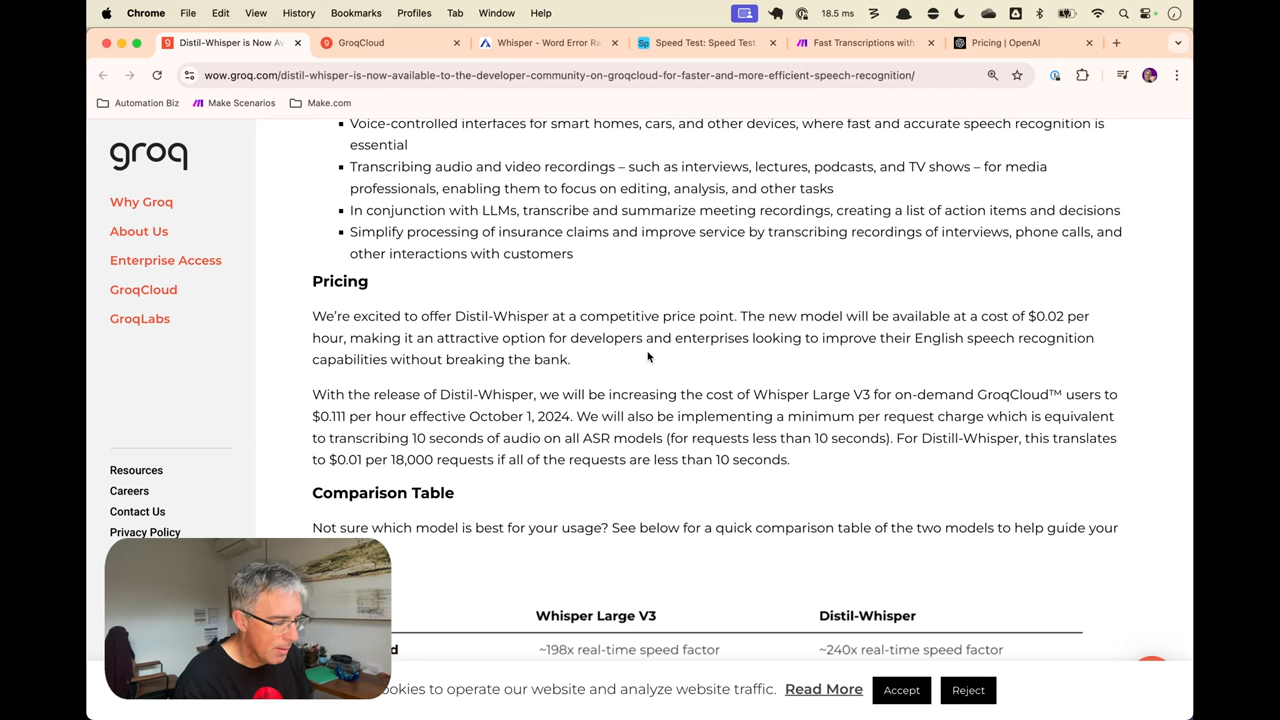 Chrome File Edit View History Bookmarks Profiles Tab Window Help 18.5 ms
Distil-Whisper is Now Av GroqCloud Whisper - Word Error Ra Speed Test: Speed Test Fast Transcriptions with Pricing | OpenAI
wow.groq.com/distil-whisper-is-now-available-to-the-developer-community-on-groqcloud-for-faster-and-more-efficient-speech-recognition/
Automation Biz Make Scenarios Make.com
groq
Why Groq
About Us
Enterprise Access
GroqCloud
GroqLabs
Resources
Careers
Contact Us
Privacy Policy
Voice-controlled interfaces for smart homes, cars, and other devices, where fast and accurate speech recognition is
essential
Transcribing audio and video recordings – such as interviews, lectures, podcasts, and TV shows – for media
professionals, enabling them to focus on editing, analysis, and other tasks
In conjunction with LLMs, transcribe and summarize meeting recordings, creating a list of action items and decisions
Simplify processing of insurance claims and improve service by transcribing recordings of interviews, phone calls, and
other interactions with customers
Pricing
We're excited to offer Distil-Whisper at a competitive price point. The new model will be available at a cost of $0.02 per
hour, making it an attractive option for developers and enterprises looking to improve their English speech recognition
capabilities without breaking the bank.
With the release of Distil-Whisper, we will be increasing the cost of Whisper Large V3 for on-demand GroqCloud™ users to
$0.111 per hour effective October 1, 2024. We will also be implementing a minimum per request charge which is equivalent
to transcribing 10 seconds of audio on all ASR models (for requests less than 10 seconds). For Distill-Whisper, this translates
to $0.01 per 18,000 requests if all of the requests are less than 10 seconds.
Comparison Table
Not sure which model is best for your usage? See below for a quick comparison table of the two models to help guide your
Whisper Large V3 Distil-Whisper
~198x real-time speed factor ~240x real-time speed factor
ookies to operate our website and analyze website traffic. Read More Accept Reject